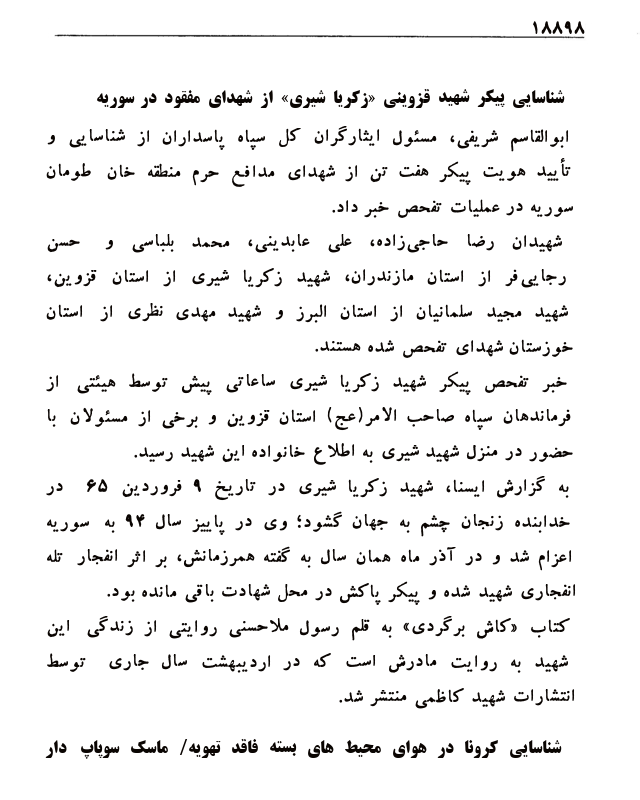 ۱۸۸۹۸
شناسایی پیکر شهید قزوینی «زکریا شیری» از شهدای مفقود در سوریه
ابوالقاسم شریفی، مسئول ایثارگران کل سپاه پاسداران از شناسایی و
تأیید هویت پیکر هفت تن از شهدای مدافع حرم منطقه خان طومان
سوریه در عملیات تفحص خبر داد.
شهیدان رضا حاجی‌زاده، علی عابدینی، محمد بلباسی و حسن
رجایی‌فر از استان مازندران، شهید زکریا شیری از استان قزوین،
شهید مجید سلمانیان از استان البرز و شهید مهدی نظری از استان
خوزستان شهدای تفحص شده هستند.
خبر تفحص پیکر شهید زکریا شیری ساعاتی پیش توسط هیئتی از
فرماندهان سپاه صاحب الامر(عج) استان قزوین و برخی از مسئولان با
حضور در منزل شهید شیری به اطلاع خانواده این شهید رسید.
به گزارش ایسنا، شهید زکریا شیری در تاریخ ۹ فروردین ۶۵ در
خدابنده زنجان چشم به جهان گشود؛ وی در پاییز سال ۹۴ به سوریه
اعزام شد و در آذر ماه همان سال به گفته همرزمانش، بر اثر انفجار تله
انفجاری شهید شده و پیکر پاکش در محل شهادت باقی مانده بود.
کتاب «کاش برگردی» به قلم رسول ملاحسنی روایتی از زندگی این
شهید به روایت مادرش است که در اردیبهشت سال جاری توسط
انتشارات شهید کاظمی منتشر شد.
شناسایی کرونا در هوای محیط های بسته فاقد تهویه/ ماسک سوپاپ دار